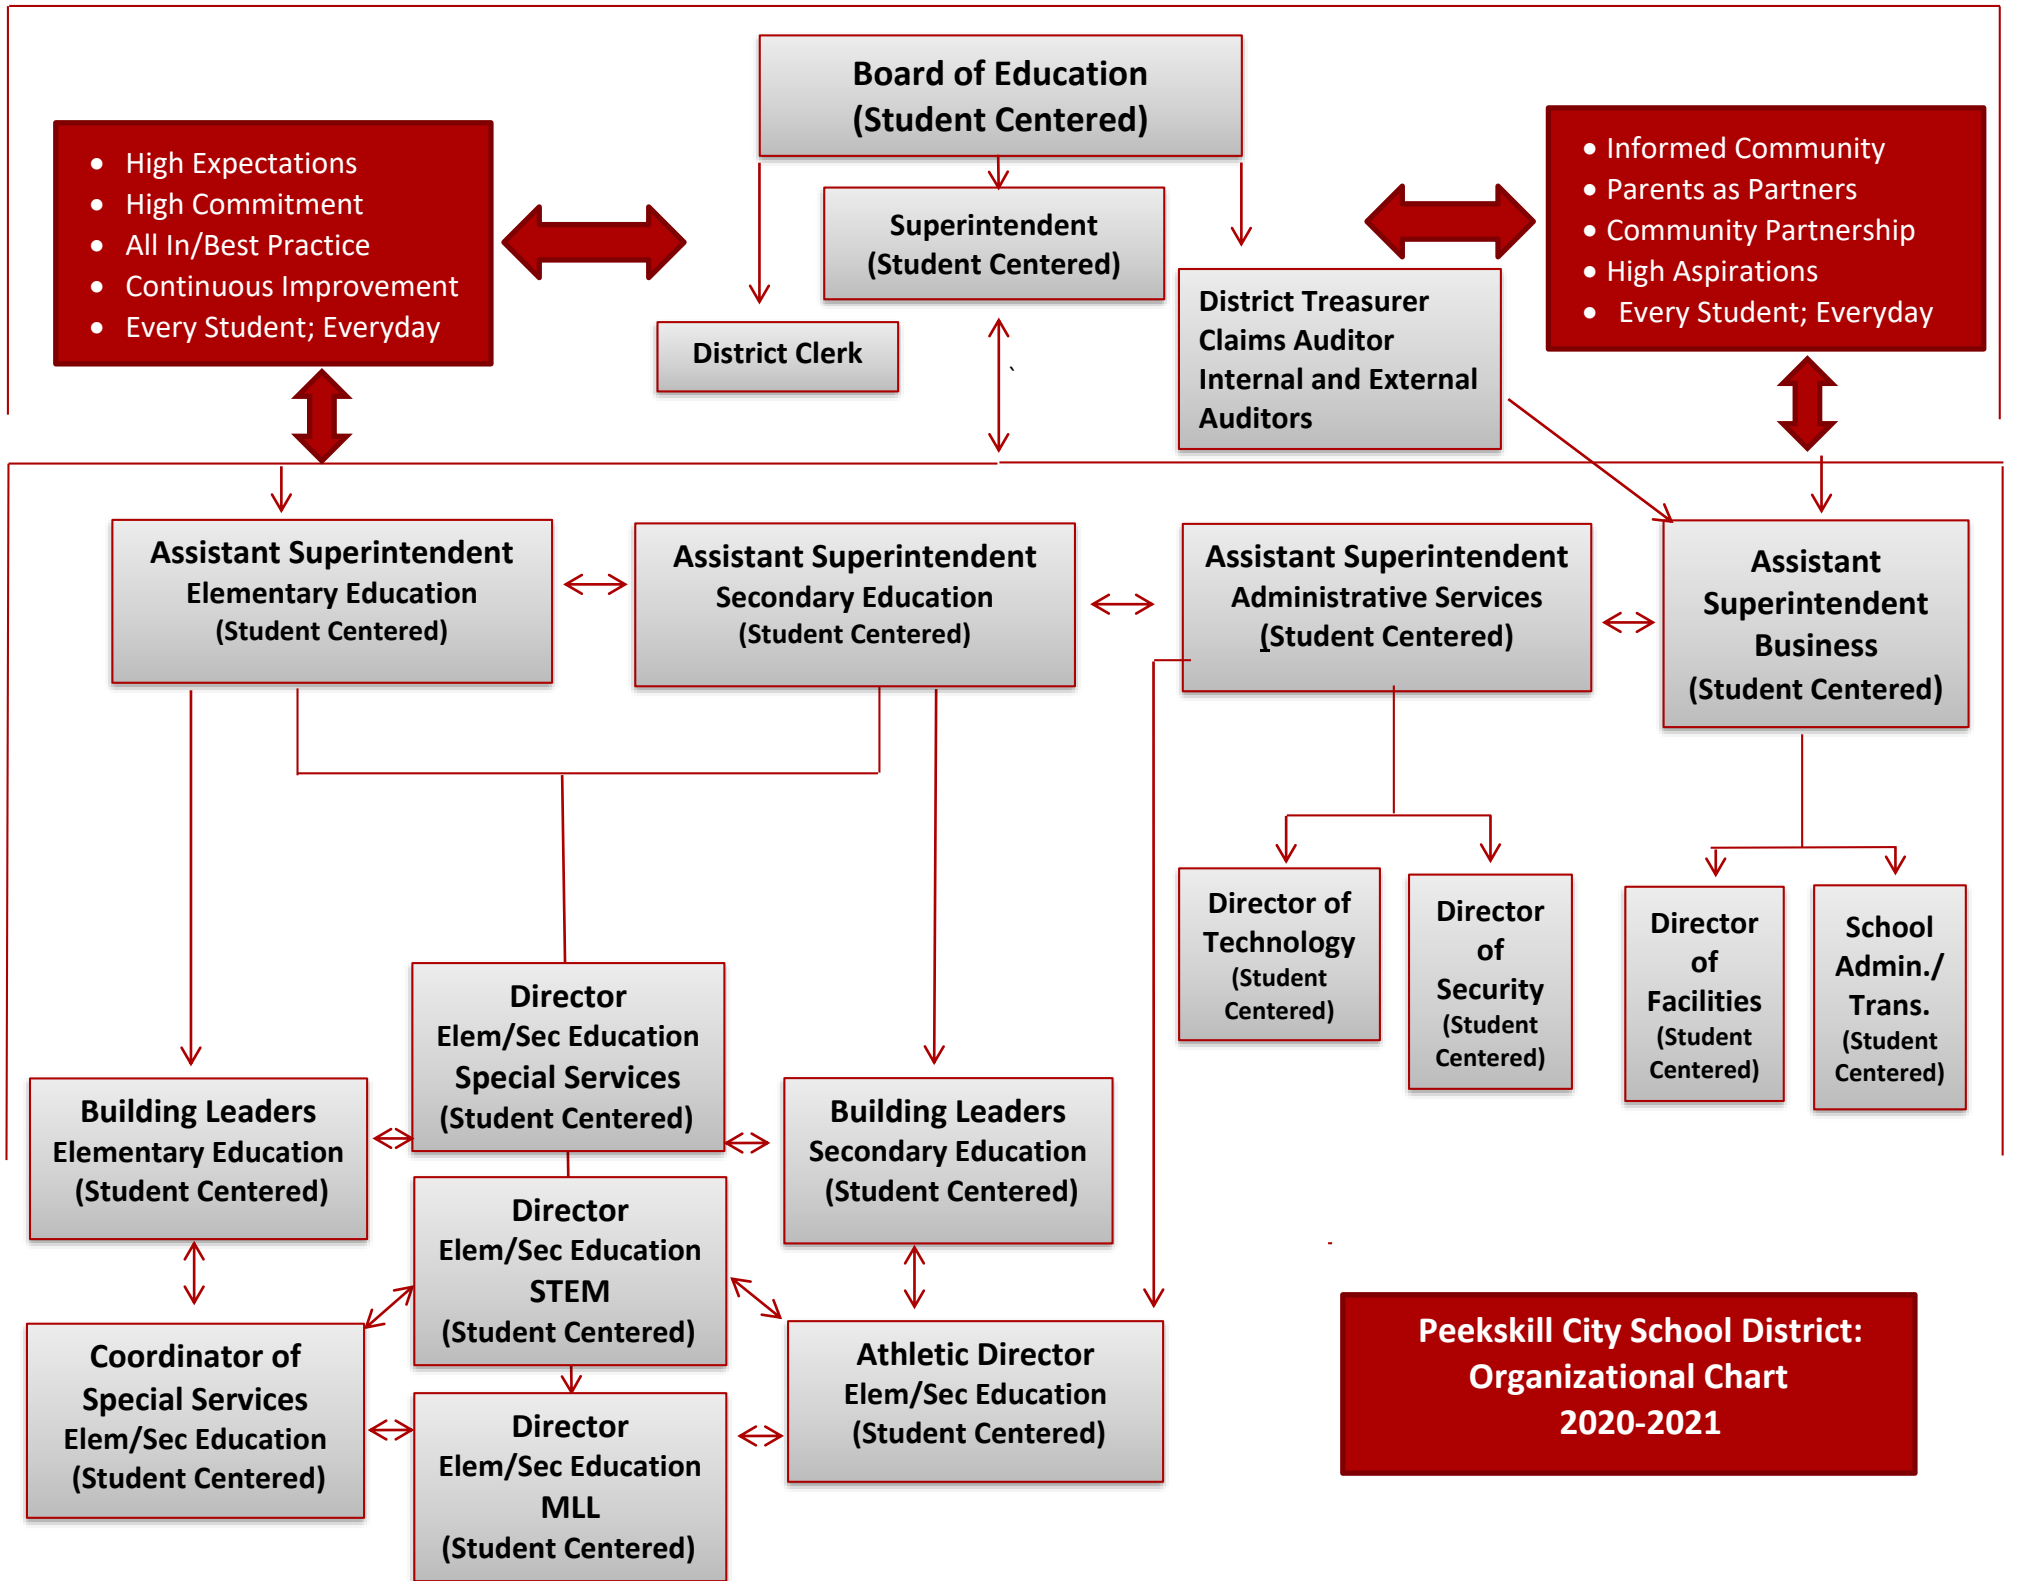 Board of Education
(Student Centered)
• High Expectations
• High Commitment
• All In/Best Practice
• Continuous Improvement
• Every Student; Everyday
• Informed Community
• Parents as Partners
• Community Partnership
• High Aspirations
• Every Student; Everyday
Superintendent
(Student Centered)
District Clerk
`
District Treasurer
Claims Auditor
Internal and External
Auditors
Assistant Superintendent
Elementary Education
(Student Centered)
Assistant Superintendent
Secondary Education
(Student Centered)
Assistant Superintendent
Administrative Services
(Student Centered)
Assistant
Superintendent
Business
(Student Centered)
Director of
Technology
(Student
Centered)
Director
of
Security
(Student
Centered)
Director
of
Facilities
(Student
Centered)
School
Admin./
Trans.
(Student
Centered)
Director
Elem/Sec Education
Special Services
(Student Centered)
Building Leaders
Elementary Education
(Student Centered)
Building Leaders
Secondary Education
(Student Centered)
Director
Elem/Sec Education
STEM
(Student Centered)
Coordinator of
Special Services
Elem/Sec Education
(Student Centered)
Athletic Director
Elem/Sec Education
(Student Centered)
Director
Elem/Sec Education
MLL
(Student Centered)
Peekskill City School District:
Organizational Chart
2020-2021